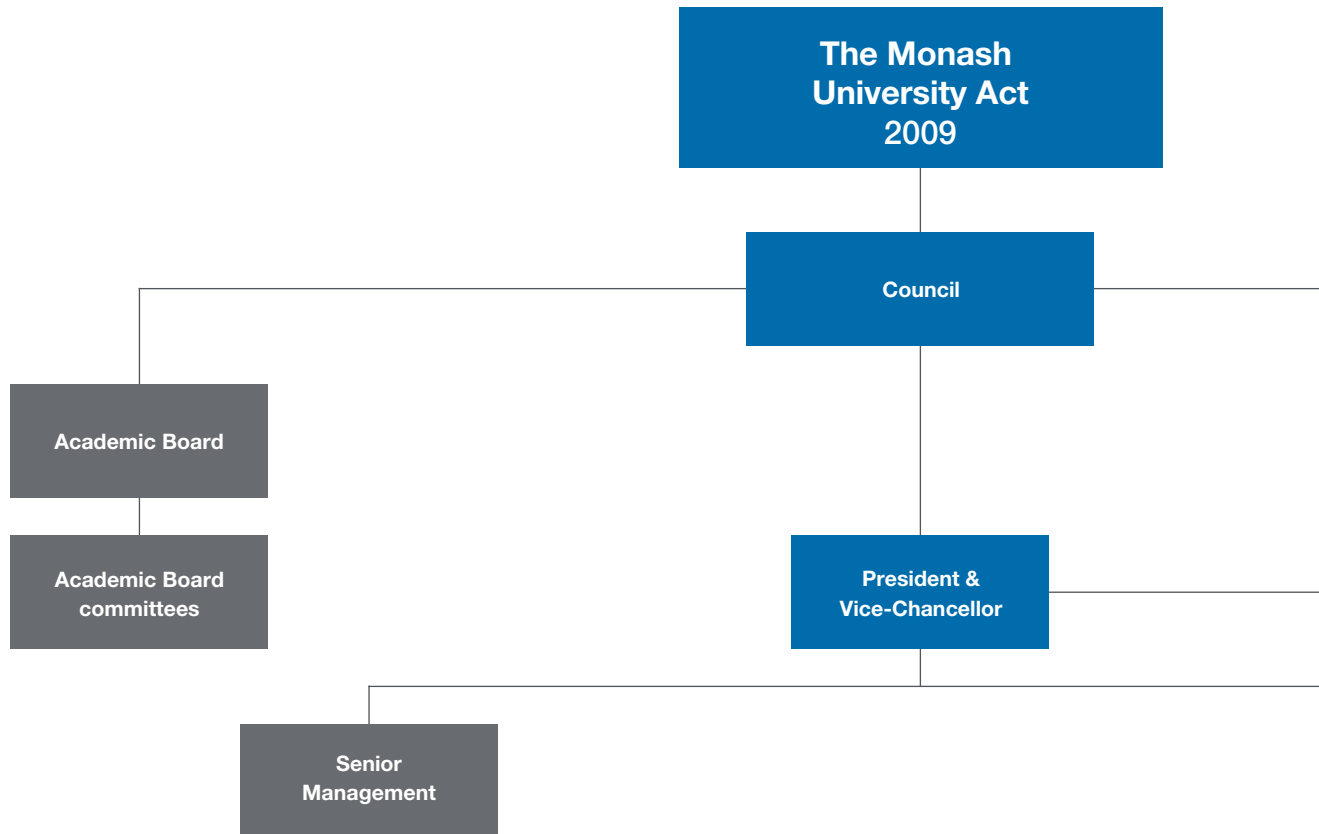 The Monash
University Act
2009
Council
Academic Board
Academic Board
committees
President &
Vice-Chancellor
Senior
Management